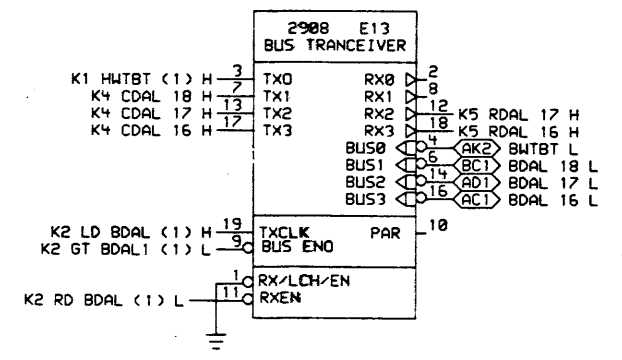 2908 E13
BUS TRANCEIVER
K1 HWTBT (1) H 3 TX0 RX0 2
K4 CDAL 18 H 7 TX1 RX1 8
K4 CDAL 17 H 13 TX2 RX2 12 K5 RDAL 17 H
K4 CDAL 16 H 17 TX3 RX3 18 K5 RDAL 16 H
BUS0 4 AK2 BWTBT L
BUS1 6 BC1 BDAL 18 L
BUS2 14 AD1 BDAL 17 L
BUS3 16 AC1 BDAL 16 L
K2 LD BDAL (1) H 19 TXCLK PAR 10
K2 GT BDAL1 (1) L 9 BUS ENO
1 RX/LCH/EN
K2 RD BDAL (1) L 11 RXEN